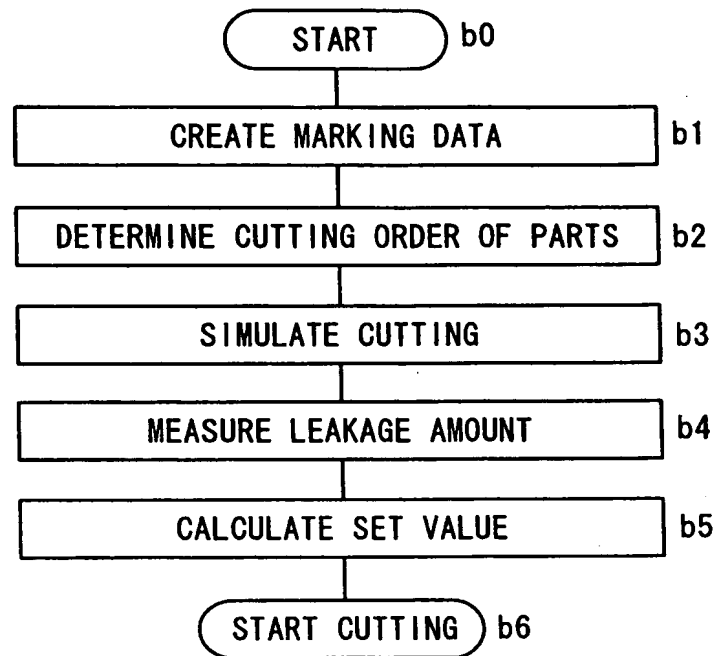 START b0
CREATE MARKING DATA b1
DETERMINE CUTTING ORDER OF PARTS b2
SIMULATE CUTTING b3
MEASURE LEAKAGE AMOUNT b4
CALCULATE SET VALUE b5
START CUTTING b6